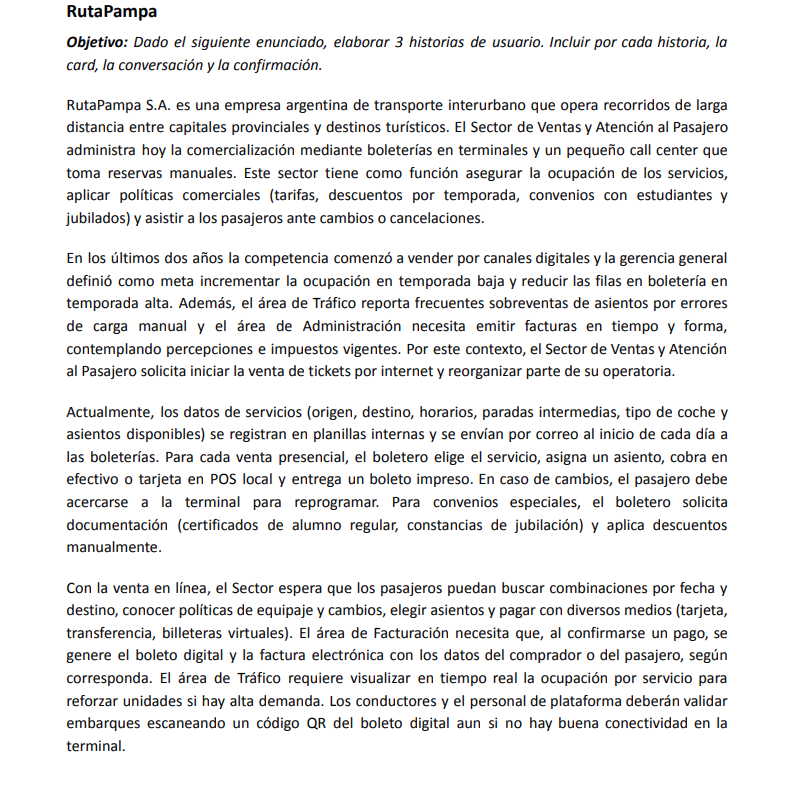 RutaPampa
Objetivo: Dado el siguiente enunciado, elaborar 3 historias de usuario. Incluir por cada historia, la
card, la conversación y la confirmación.
RutaPampa S.A. es una empresa argentina de transporte interurbano que opera recorridos de larga
distancia entre capitales provinciales y destinos turísticos. El Sector de Ventas y Atención al Pasajero
administra hoy la comercialización mediante boleterías en terminales y un pequeño call center que
toma reservas manuales. Este sector tiene como función asegurar la ocupación de los servicios,
aplicar políticas comerciales (tarifas, descuentos por temporada, convenios con estudiantes y
jubilados) y asistir a los pasajeros ante cambios o cancelaciones.
En los últimos dos años la competencia comenzó a vender por canales digitales y la gerencia general
definió como meta incrementar la ocupación en temporada baja y reducir las filas en boletería en
temporada alta. Además, el área de Tráfico reporta frecuentes sobreventas de asientos por errores
de carga manual y el área de Administración necesita emitir facturas en tiempo y forma,
contemplando percepciones e impuestos vigentes. Por este contexto, el Sector de Ventas y Atención
al Pasajero solicita iniciar la venta de tickets por internet y reorganizar parte de su operatoria.
Actualmente, los datos de servicios (origen, destino, horarios, paradas intermedias, tipo de coche y
asientos disponibles) se registran en planillas internas y se envían por correo al inicio de cada día a
las boleterías. Para cada venta presencial, el boletero elige el servicio, asigna un asiento, cobra en
efectivo o tarjeta en POS local y entrega un boleto impreso. En caso de cambios, el pasajero debe
acercarse a la terminal para reprogramar. Para convenios especiales, el boletero solicita
documentación (certificados de alumno regular, constancias de jubilación) y aplica descuentos
manualmente.
Con la venta en línea, el Sector espera que los pasajeros puedan buscar combinaciones por fecha y
destino, conocer políticas de equipaje y cambios, elegir asientos y pagar con diversos medios (tarjeta,
transferencia, billeteras virtuales). El área de Facturación necesita que, al confirmarse un pago, se
genere el boleto digital y la factura electrónica con los datos del comprador o del pasajero, según
corresponda. El área de Tráfico requiere visualizar en tiempo real la ocupación por servicio para
reforzar unidades si hay alta demanda. Los conductores y el personal de plataforma deberán validar
embarques escaneando un código QR del boleto digital aun si no hay buena conectividad en la
terminal.